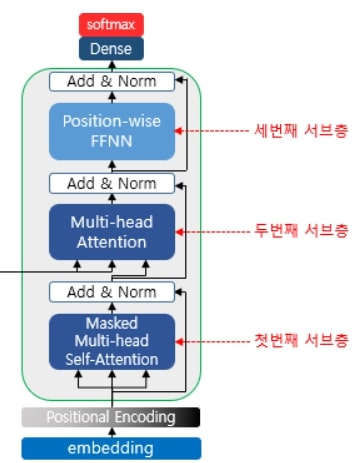 softmax
Dense
Add & Norm
Position-wise
FFNN
세번째 서브층
Add & Norm
Multi-head
Attention
두번째 서브층
Add & Norm
Masked
Multi-head
Self-Attention
첫번째 서브층
Positional Encoding
embedding